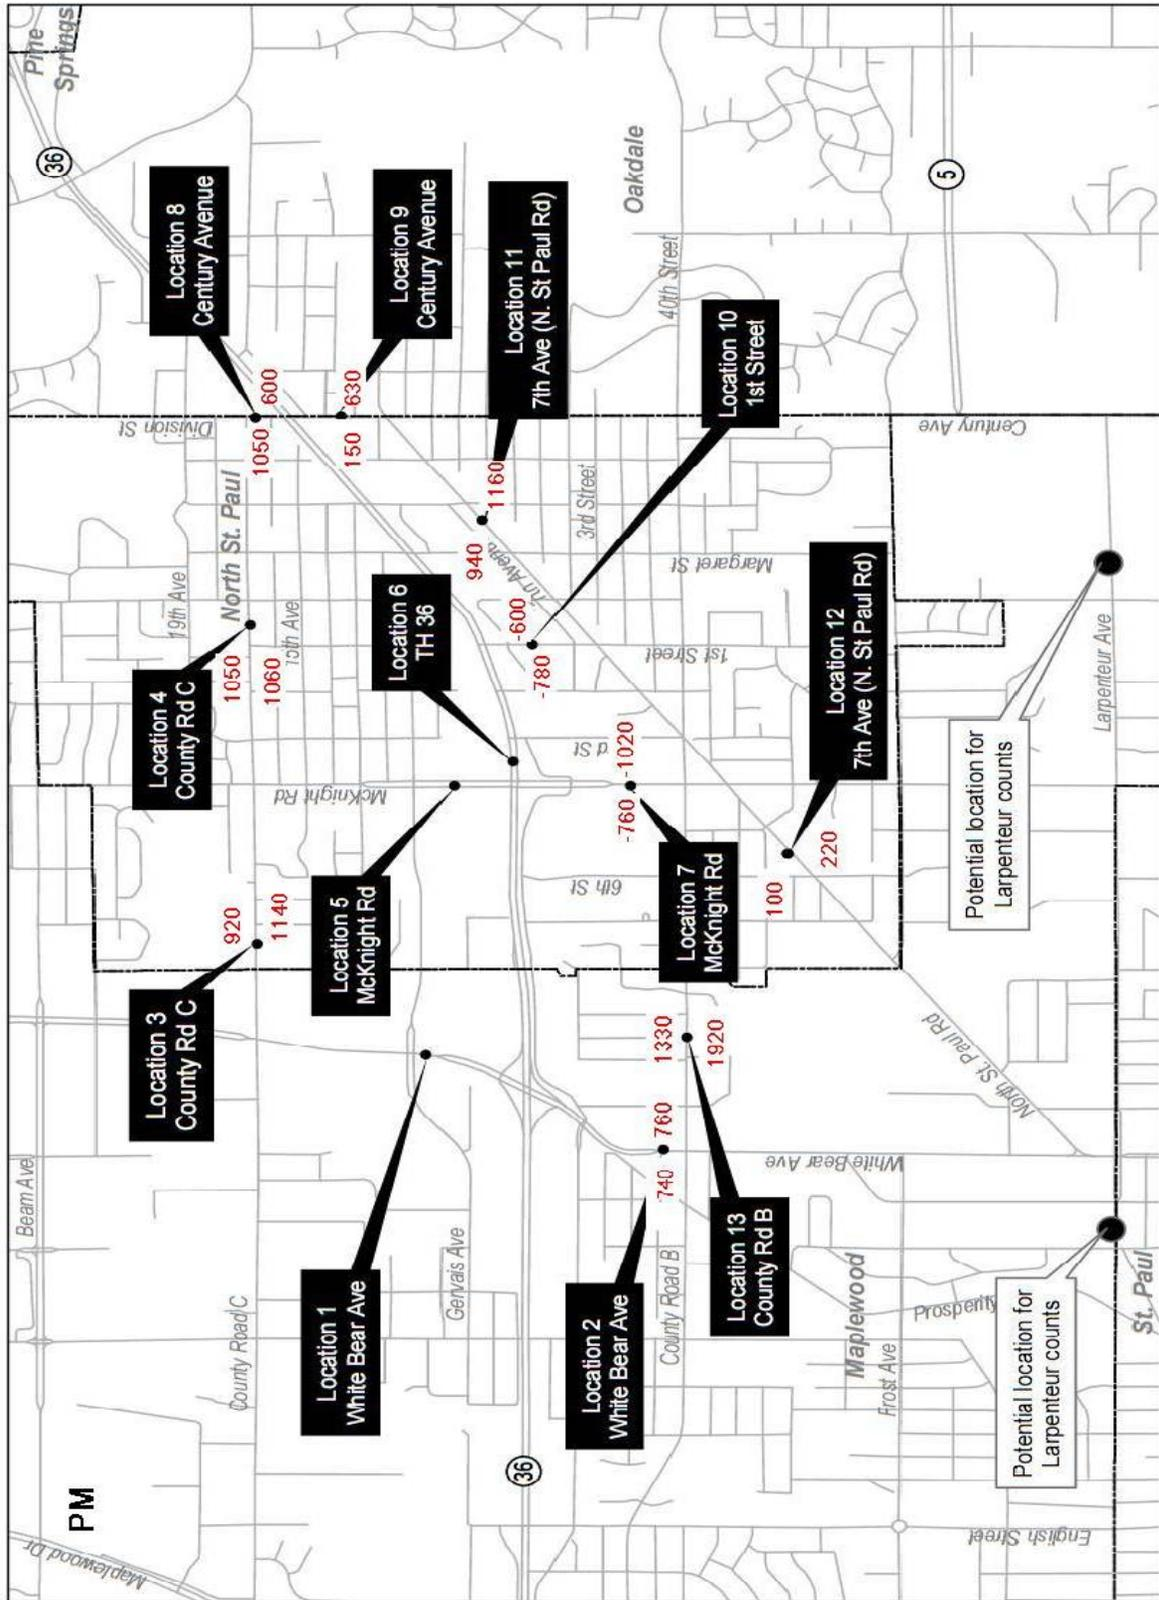 PM
Maplewood Dr
Beam Ave
Pine
Springs
36
County Road C
Location 3
County Rd C
920
1140
Location 4
County Rd C
1050
1060
19th Ave
North St. Paul
15th Ave
Division St
Location 8
Century Avenue
1050
600
Location 9
Century Avenue
150
630
McKnight Rd
Location 1
White Bear Ave
Gervais Ave
Location 5
McKnight Rd
Location 6
TH 36
Location 11
7th Ave (N. St Paul Rd)
940
1160
36
-600
-780
3rd Street
Location 10
1st Street
40th Street
Oakdale
6th St
d St
1st Street
Margaret St
Location 2
White Bear Ave
740
760
1330
1920
-760
-1020
Location 7
McKnight Rd
County Road B
Location 13
County Rd B
White Bear Ave
100
220
Location 12
7th Ave (N. St Paul Rd)
Maplewood
Frost Ave
Prosperity
North St. Paul Rd
Century Ave
5
English Street
Potential location for
Larpenteur counts
Potential location for
Larpenteur counts
Larpenteur Ave
St. Paul